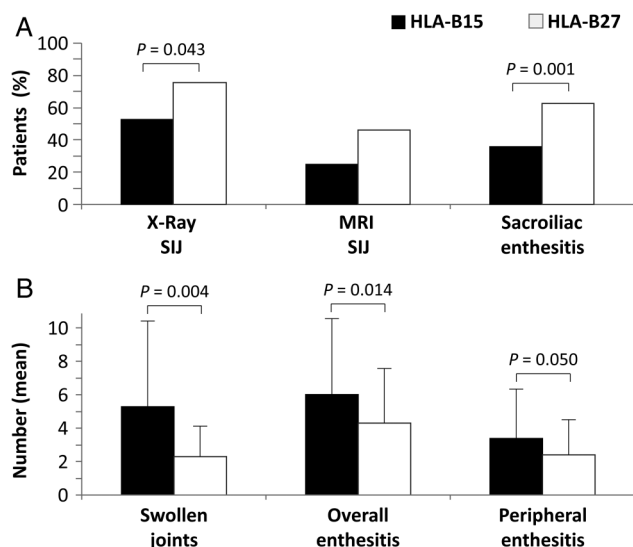 A
HLA-B15 HLA-B27
P = 0.043
P = 0.001
Patients (%)
100
80
60
40
20
0
X-Ray SIJ
MRI SIJ
Sacroiliac enthesitis
B
P = 0.004
P = 0.014
P = 0.050
Number (mean)
10
8
6
4
2
0
Swollen joints
Overall enthesitis
Peripheral enthesitis